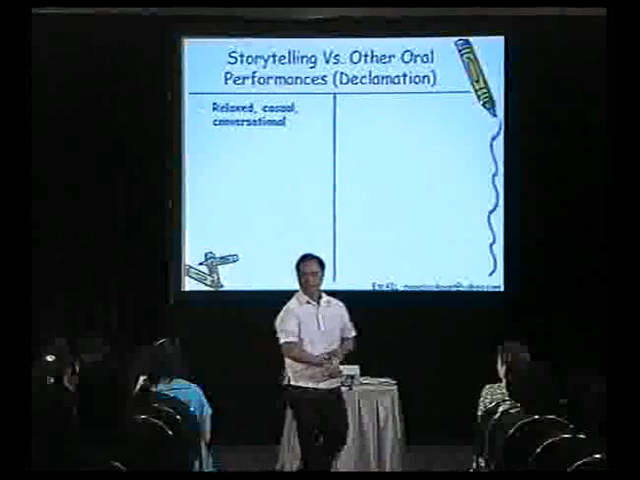 Storytelling Vs. Other Oral
Performances (Declamation)
Relaxed, casual,
conversational